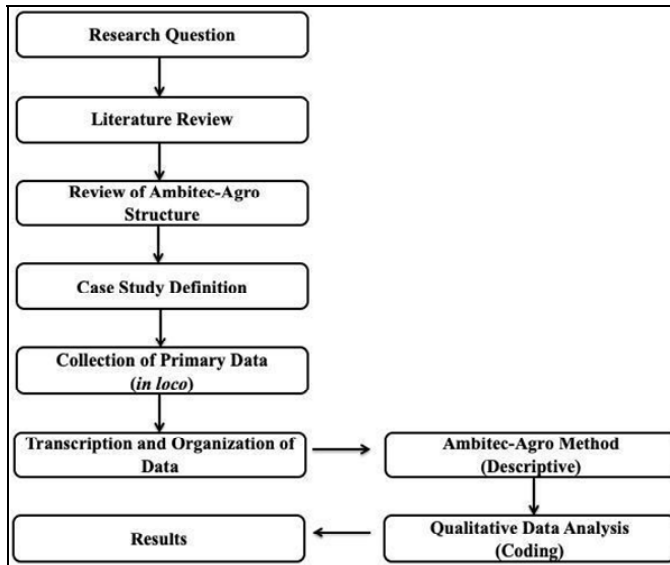 Research Question
Literature Review
Review of Ambitec-Agro
Structure
Case Study Definition
Collection of Primary Data
(in loco)
Transcription and Organization of
Data
Ambitec-Agro Method
(Descriptive)
Qualitative Data Analysis
(Coding)
Results